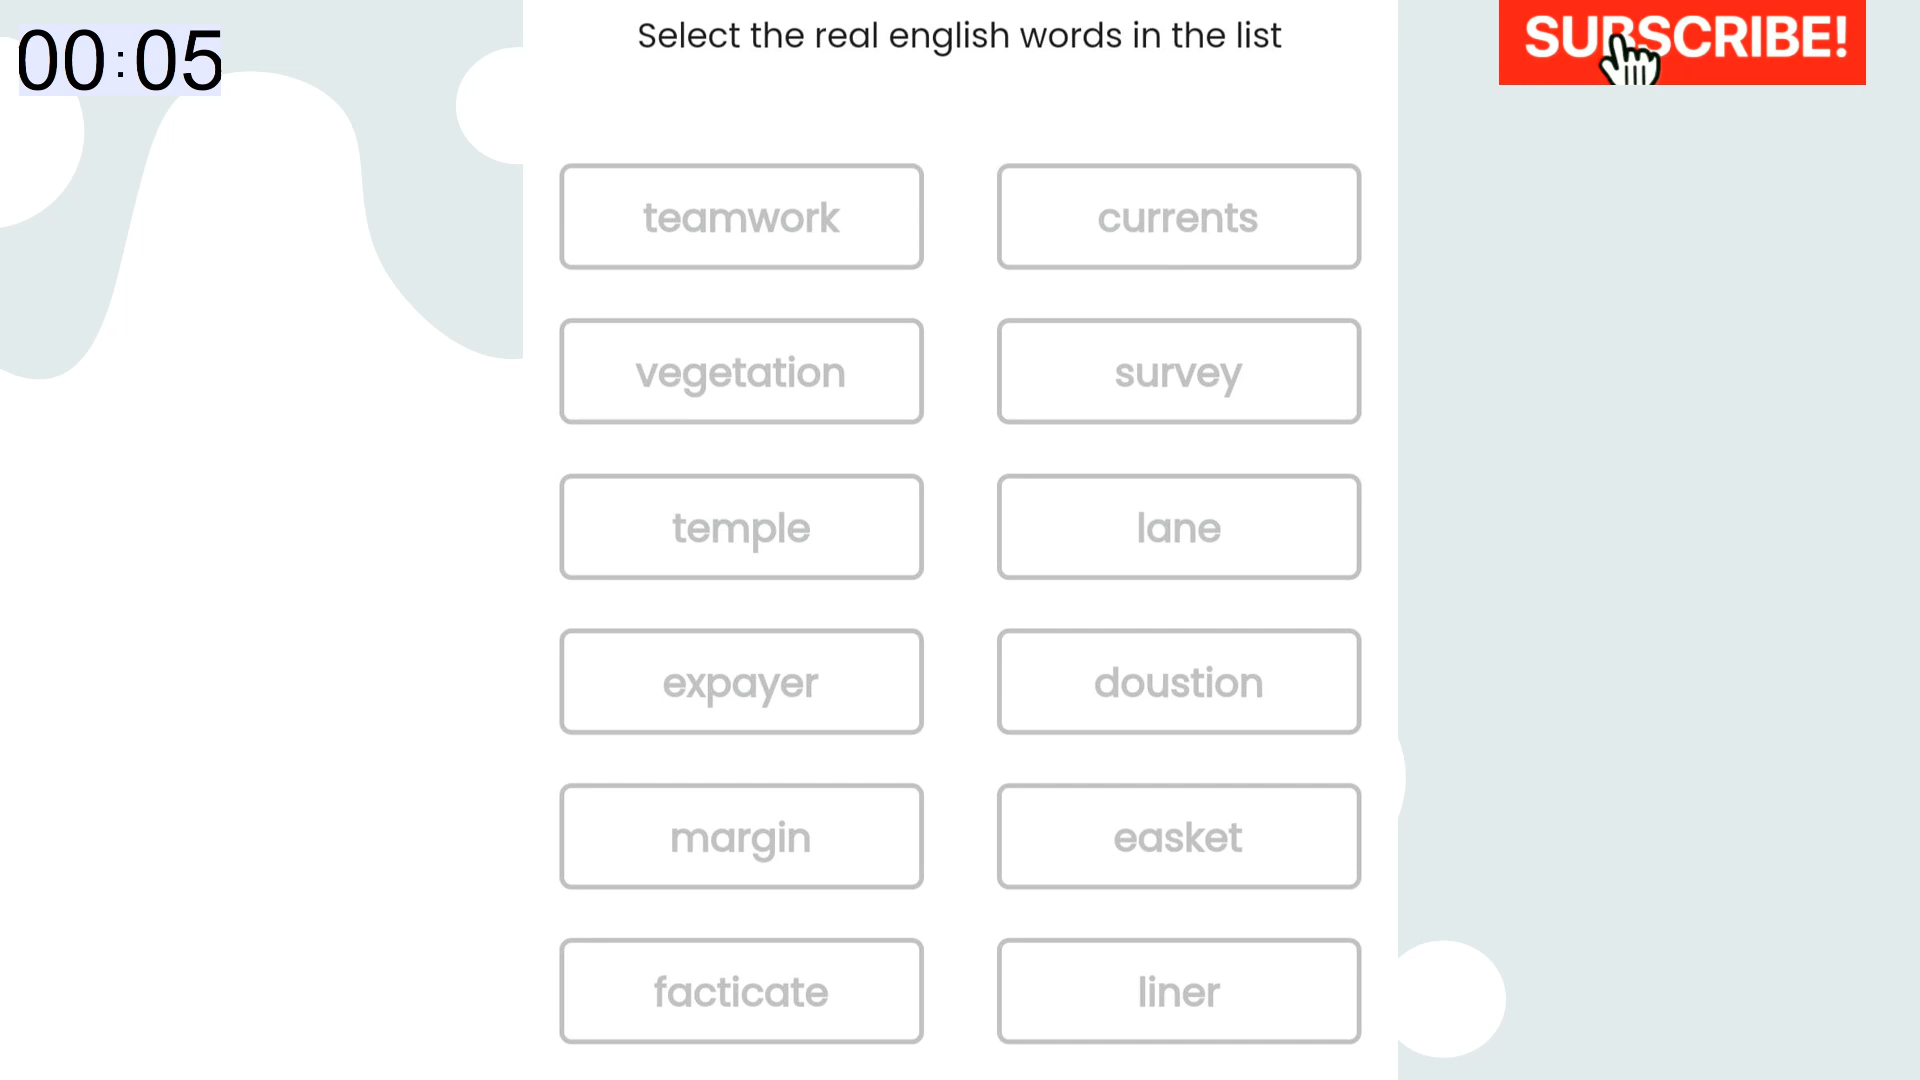 00:05
Select the real english words in the list
SUBSCRIBE!
teamwork
currents
vegetation
survey
temple
lane
expayer
doustion
margin
easket
facticate
liner